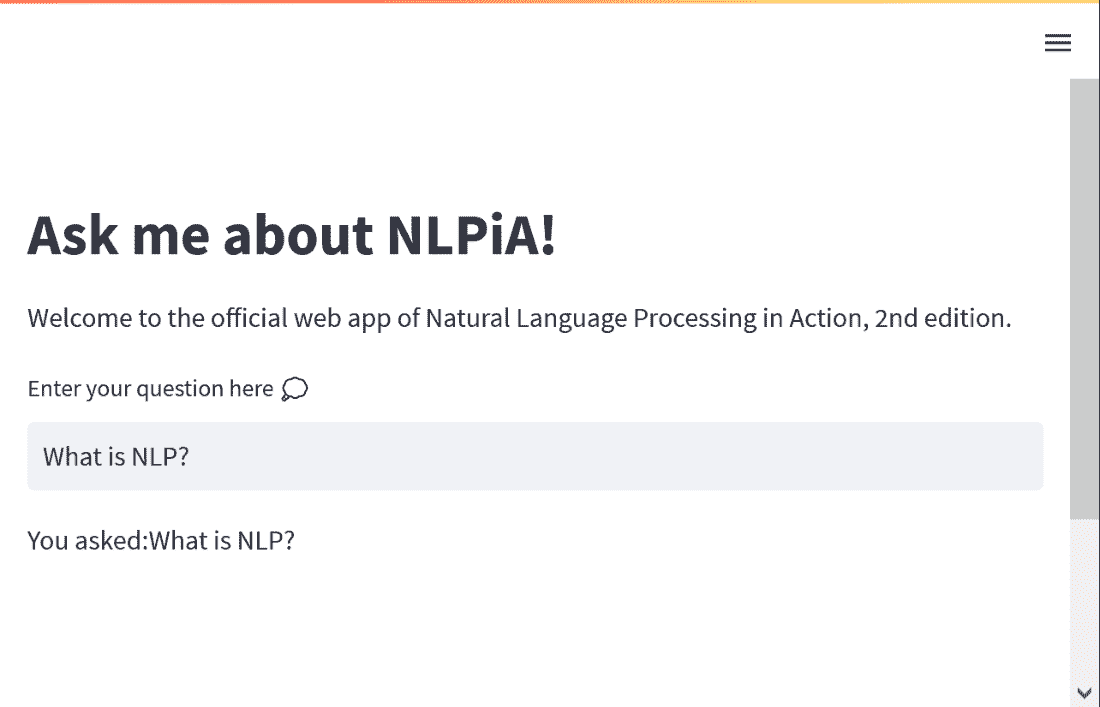 Ask me about NLPiA!
Welcome to the official web app of Natural Language Processing in Action, 2nd edition.
Enter your question here 💭
What is NLP?
You asked:What is NLP?